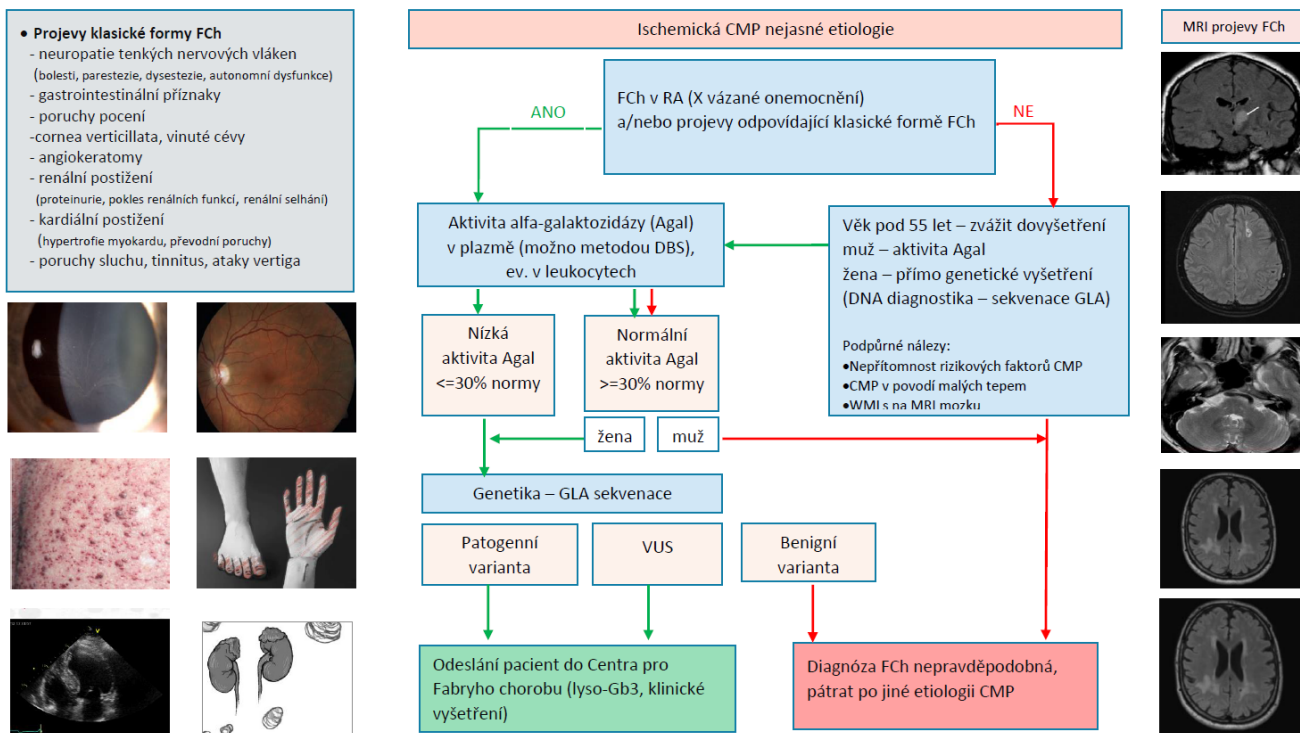 • Projevy klasické formy FCh
- neuropatie tenkých nervových vláken
(bolesti, parestezie, dysestezie, autonomní dysfunkce)
- gastrointestinální příznaky
- poruchy pocení
-cornea verticillata, vinuté cévy
- angiokeratomy
- renální postižení
(proteinurie, pokles renálních funkcí, renální selhání)
- kardiální postižení
(hypertrofie myokardu, převodní poruchy)
- poruchy sluchu, tinnitus, ataky vertiga
Ischemická CMP nejasné etiologie
FCh v RA (X vázané onemocnění)
a/nebo projevy odpovídající klasické formě FCh
ANO
NE
Aktivita alfa-galaktozidázy (Agal)
v plazmě (možno metodou DBS),
ev. v leukocytech
Věk pod 55 let – zvážit dovyšetření
muž – aktivita Agal
žena – přímo genetické vyšetření
(DNA diagnostika – sekvenace GLA)
Podpůrné nálezy:
•Nepřítomnost rizikových faktorů CMP
•CMP v povodí malých tepem
•WMLs na MRI mozku
Nízká
aktivita Agal
<=30% normy
Normální
aktivita Agal
>=30% normy
žena
muž
Genetika – GLA sekvenace
Patogenní
varianta
VUS
Benigní
varianta
Odeslání pacient do Centra pro
Fabryho chorobu (lyso-Gb3, klinické
vyšetření)
Diagnóza FCh nepravděpodobná,
pátrat po jiné etiologii CMP
MRI projevy FCh
V